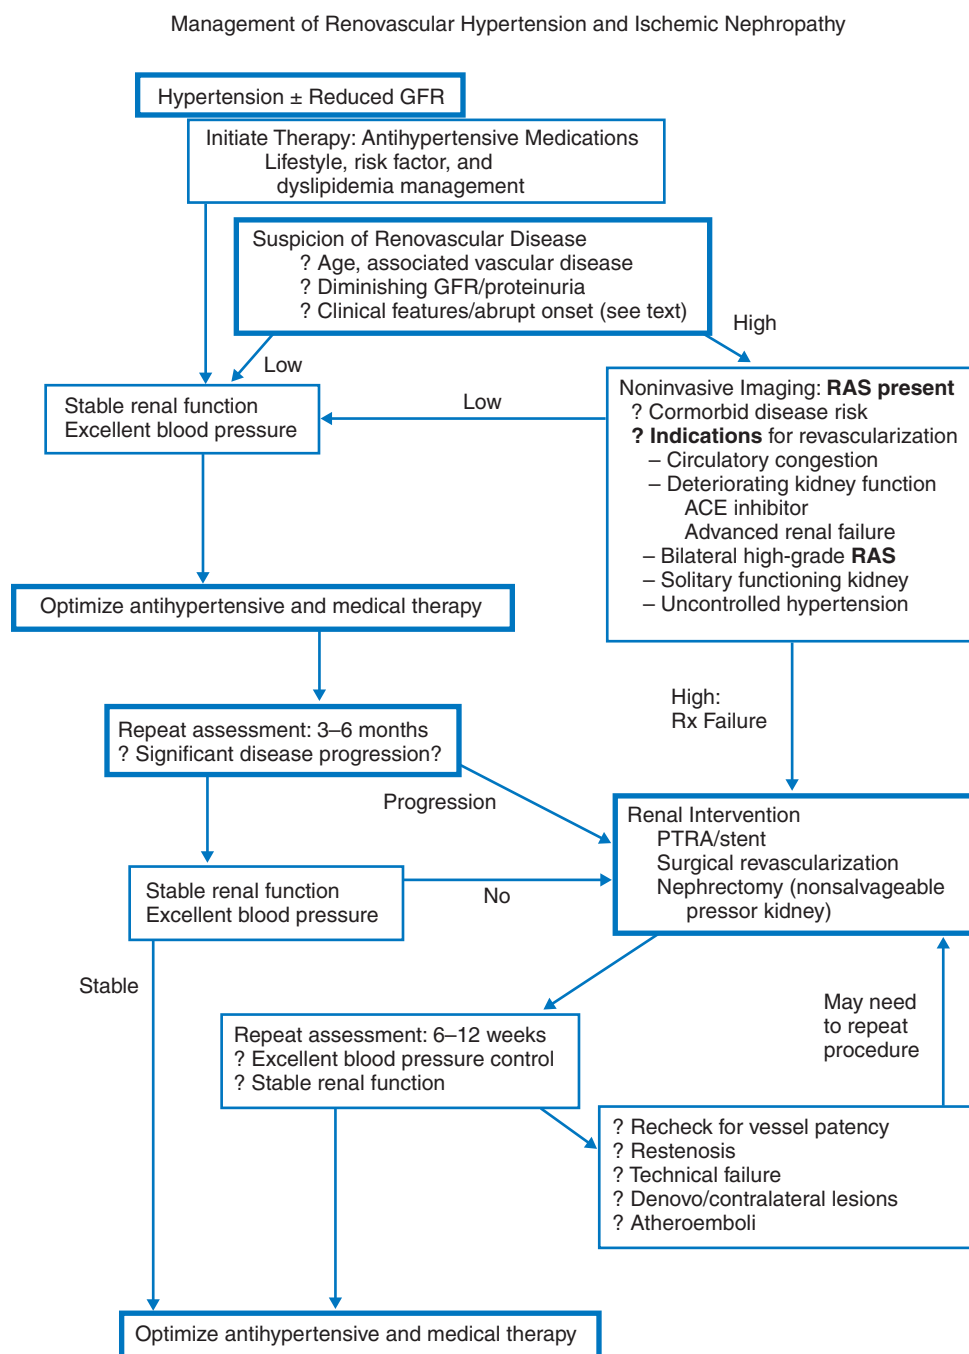 Management of Renovascular Hypertension and Ischemic Nephropathy
Hypertension ± Reduced GFR
Initiate Therapy: Antihypertensive Medications
Lifestyle, risk factor, and
dyslipidemia management
Suspicion of Renovascular Disease
? Age, associated vascular disease
? Diminishing GFR/proteinuria
? Clinical features/abrupt onset (see text)
High
Low
Noninvasive Imaging: RAS present
? Cormorbid disease risk
? Indications for revascularization
– Circulatory congestion
– Deteriorating kidney function
ACE inhibitor
Advanced renal failure
– Bilateral high-grade RAS
– Solitary functioning kidney
– Uncontrolled hypertension
Low
Stable renal function
Excellent blood pressure
Optimize antihypertensive and medical therapy
High:
Rx Failure
Repeat assessment: 3–6 months
? Significant disease progression?
Progression
Renal Intervention
PTRA/stent
Surgical revascularization
Nephrectomy (nonsalvageable
pressor kidney)
Stable renal function
Excellent blood pressure
No
Stable
May need
to repeat
procedure
Repeat assessment: 6–12 weeks
? Excellent blood pressure control
? Stable renal function
? Recheck for vessel patency
? Restenosis
? Technical failure
? Denovo/contralateral lesions
? Atheroemboli
Optimize antihypertensive and medical therapy